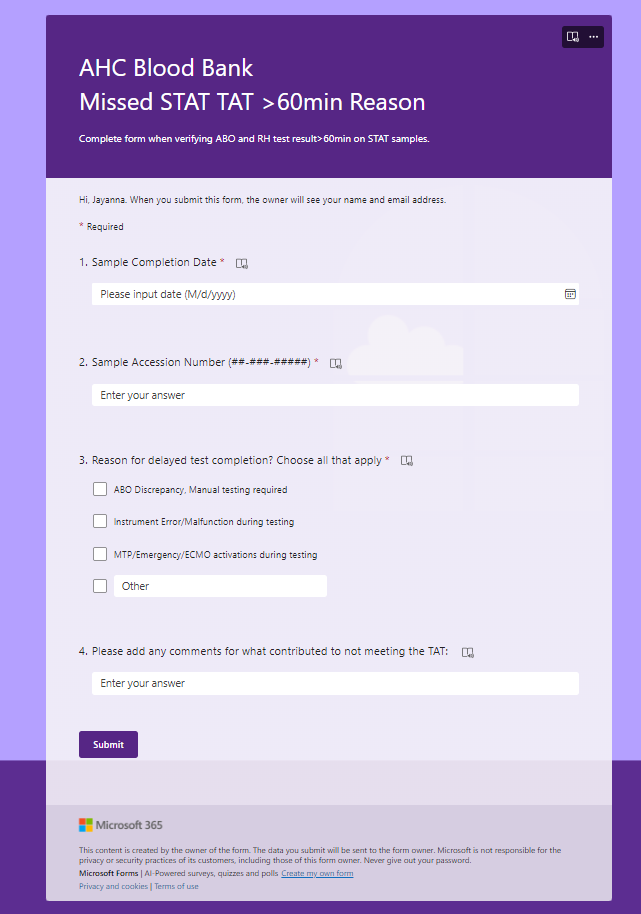 AHC Blood Bank
Missed STAT TAT >60min Reason
Complete form when verifying ABO and RH test result>60min on STAT samples.
Hi, Jayanna. When you submit this form, the owner will see your name and email address.
* Required
1. Sample Completion Date *
Please input date (M/d/yyyy)
2. Sample Accession Number (##-###-#####) *
Enter your answer
3. Reason for delayed test completion? Choose all that apply *
ABO Discrepancy, Manual testing required
Instrument Error/Malfunction during testing
MTP/Emergency/ECMO activations during testing
Other
4. Please add any comments for what contributed to not meeting the TAT:
Enter your answer
Submit
Microsoft 365
This content is created by the owner of the form. The data you submit will be sent to the form owner. Microsoft is not responsible for the
privacy or security practices of its customers, including those of this form owner. Never give out your password.
Microsoft Forms | AI-Powered surveys, quizzes and polls Create my own form
Privacy and cookies | Terms of use